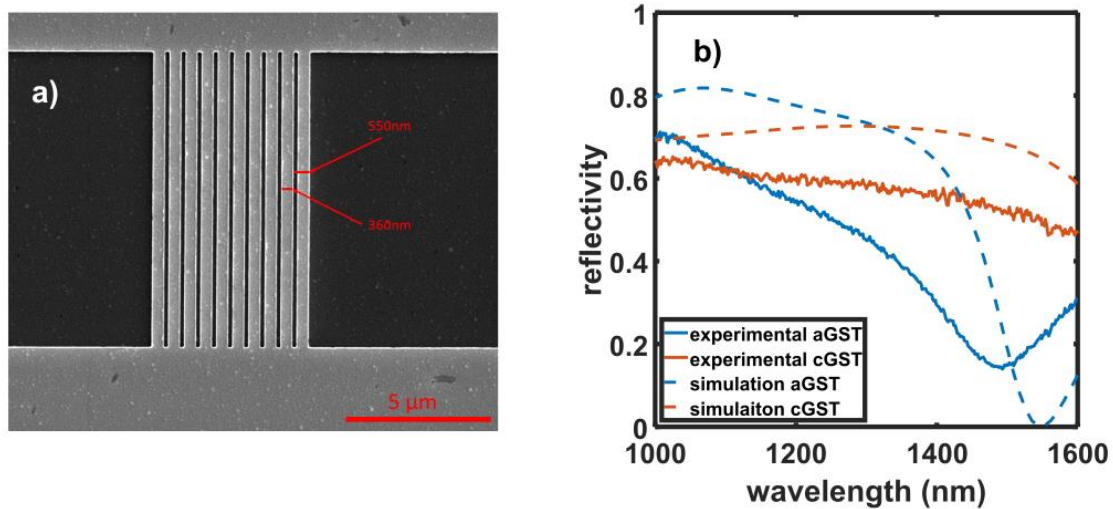 a)
550nm
360nm
5 µm
b)
1
0.8
0.6
0.4
0.2
0
reflectivity
experimental aGST
experimental cGST
simulation aGST
simulaiton cGST
1000
1200
1400
1600
wavelength (nm)